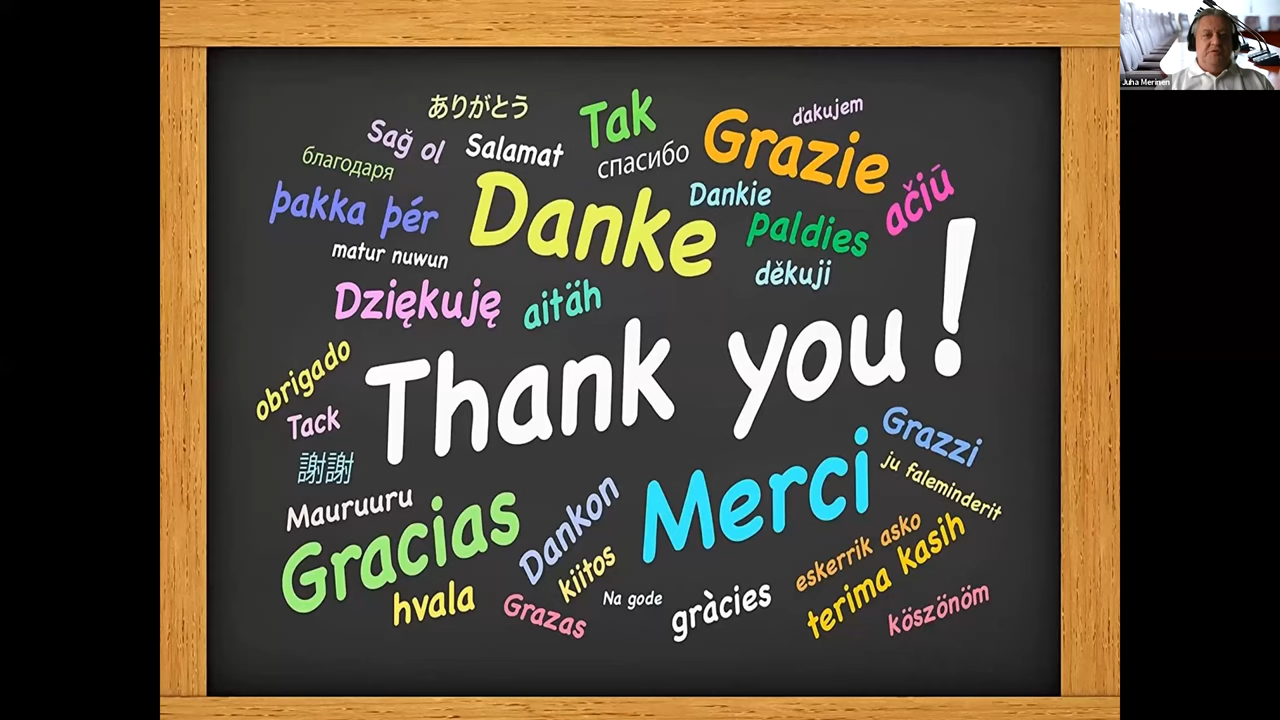 ありがとう
Tak
ďakujem
Juha Merinen
Sağ ol
Salamat
спасибо
Grazie
благодаря
þakka þér
Danke
Dankie
ačiū
matur nuwun
paldies
děkuji
Dziękuję
aitäh
Thank you!
obrigado
Tack
謝謝
Grazzi
Mauruuru
Gracias
Dankon
Merci
ju faleminderit
hvala
kiitos
Grazas
Na gode
gràcies
eskerrik asko
terima kasih
köszönöm